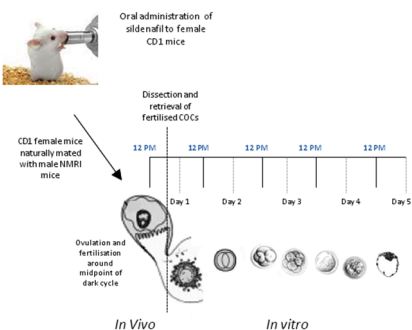 Oral administration of
sildenafil to female
CD1 mice
Dissection and
retrieval of
fertilised COCs
CD1 female mice
naturally mated
with male NMRI
mice
12 PM 12 PM 12 PM 12 PM 12 PM
Day 1 Day 2 Day 3 Day 4 Day 5
Ovulation and
fertilisation
around
midpoint of
dark cycle
In Vivo In vitro